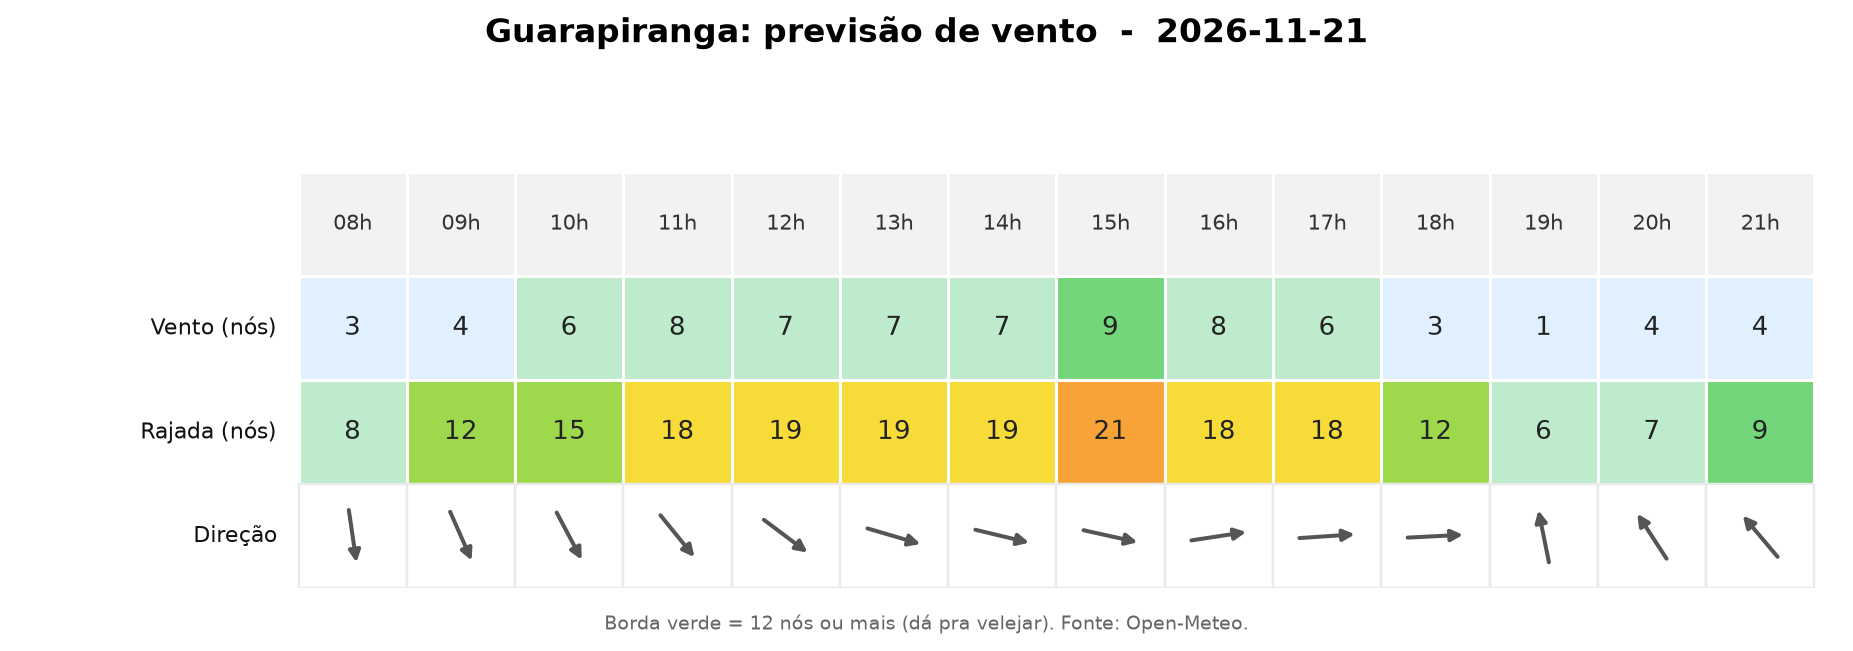 Guarapiranga: previsão de vento  -  2026-11-21
08h 09h 10h 11h 12h 13h 14h 15h 16h 17h 18h 19h 20h 21h
Vento (nós) 3 4 6 8 7 7 7 9 8 6 3 1 4 4
Rajada (nós) 8 12 15 18 19 19 19 21 18 18 12 6 7 9
Direção
Borda verde = 12 nós ou mais (dá pra velejar). Fonte: Open-Meteo.